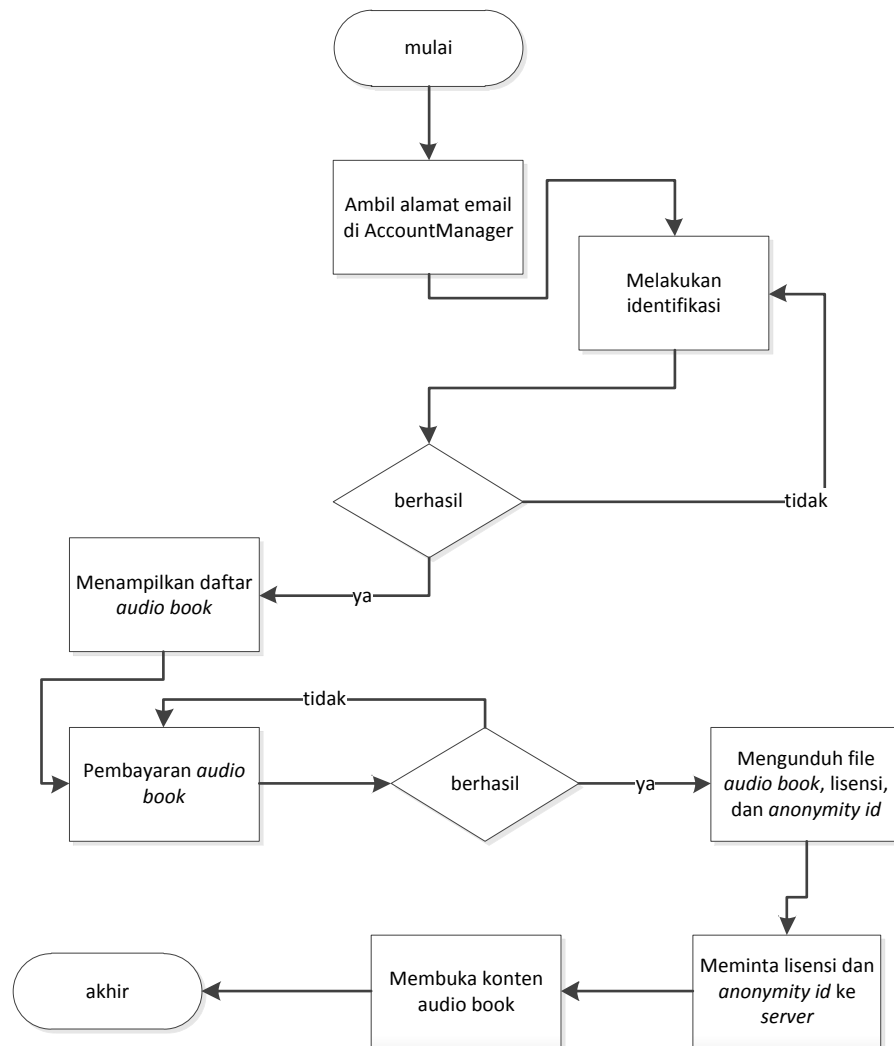 mulai
Ambil alamat email
di AccountManager
Melakukan
identifikasi
berhasil
tidak
Menampilkan daftar
audio book
ya
tidak
Pembayaran audio
book
berhasil
ya
Mengunduh file
audio book, lisensi,
dan anonymity id
Meminta lisensi dan
anonymity id ke
server
Membuka konten
audio book
akhir